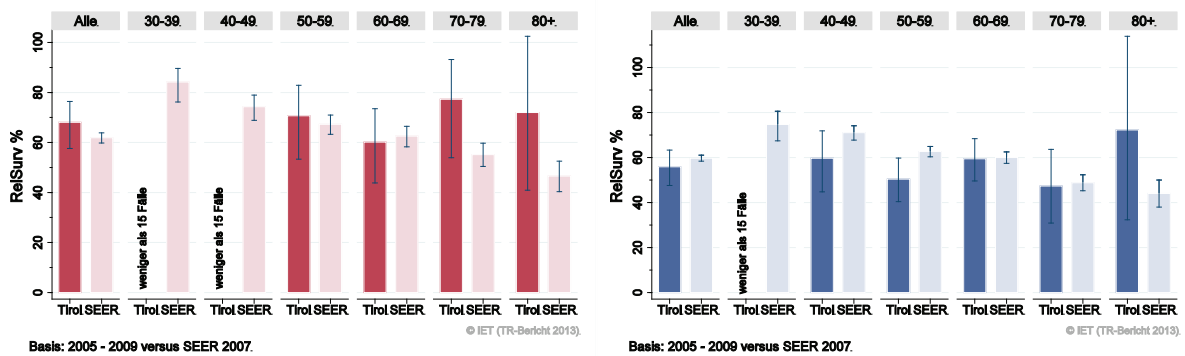 Alle. 30-39. 40-49. 50-59. 60-69. 70-79. 80+.
RelSurv %
100
80
60
40
20
0
weniger als 15 Fälle
weniger als 15 Fälle
Tirol SEER. Tirol SEER. Tirol SEER. Tirol SEER. Tirol SEER. Tirol SEER. Tirol SEER.
© IET (TR-Bericht 2013).
Basis: 2005 - 2009 versus SEER 2007.
Alle. 30-39. 40-49. 50-59. 60-69. 70-79. 80+.
RelSurv %
100
80
60
40
20
0
weniger als 15 Fälle
Tirol SEER. Tirol SEER. Tirol SEER. Tirol SEER. Tirol SEER. Tirol SEER. Tirol SEER.
© IET (TR-Bericht 2013).
Basis: 2005 - 2009 versus SEER 2007.